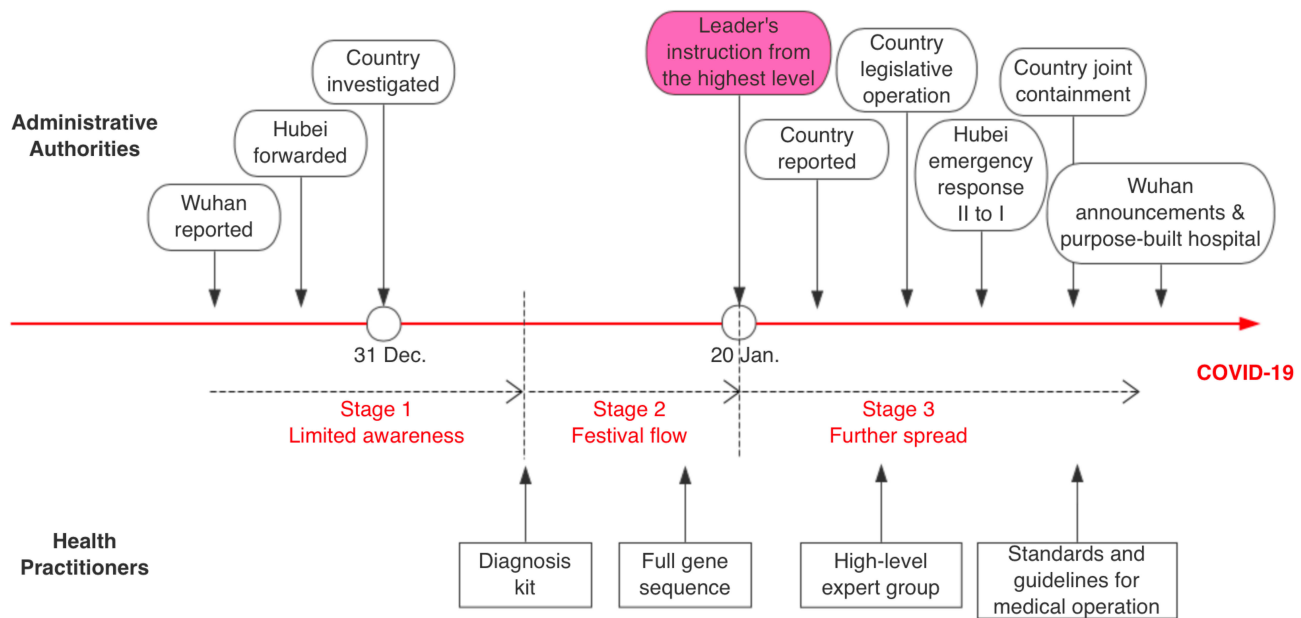 Administrative
Authorities
Wuhan
reported
Hubei
forwarded
Country
investigated
Leader's
instruction from
the highest level
Country
reported
Country
legislative
operation
Hubei
emergency
response
II to I
Country joint
containment
Wuhan
announcements &
purpose-built hospital
31 Dec.
20 Jan.
COVID-19
Stage 1
Limited awareness
Stage 2
Festival flow
Stage 3
Further spread
Health
Practitioners
Diagnosis
kit
Full gene
sequence
High-level
expert group
Standards and
guidelines for
medical operation